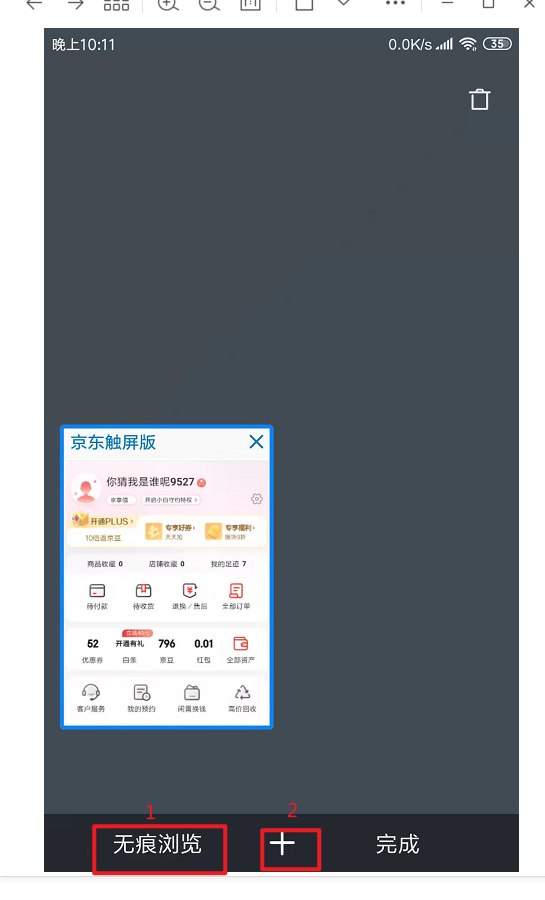 晚上10:11
0.0K/s
35
京东触屏版
你猜我是谁呢9527
京享值
开启小白守约特权 >
开通PLUS ›
10倍返京豆
专享好券›
天天抢
专享福利›
服饰9折
商品收藏 0
店铺收藏 0
我的足迹 7
待付款
待收货
退换 / 售后
全部订单
立减40元
52
开通有礼
796
0.01
优惠券
白条
京豆
红包
全部资产
客户服务
我的预约
闲置换钱
高价回收
1
2
无痕浏览
完成